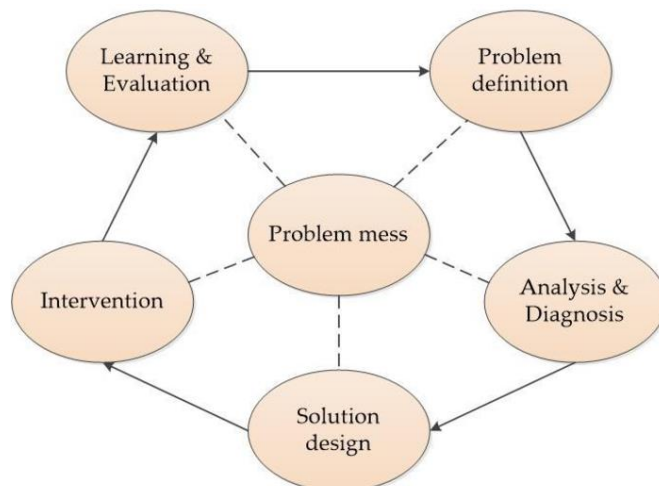 Learning &
Evaluation
Problem
definition
Problem mess
Intervention
Analysis &
Diagnosis
Solution
design